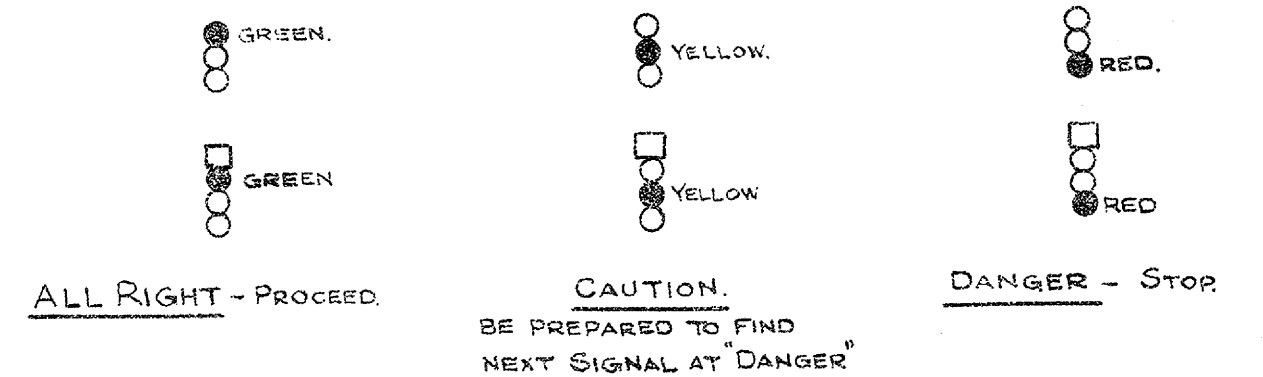 GREEN.
GREEN
ALL RIGHT - PROCEED.
YELLOW.
YELLOW
CAUTION.
BE PREPARED TO FIND
NEXT SIGNAL AT "DANGER"
RED.
RED
DANGER - STOP.